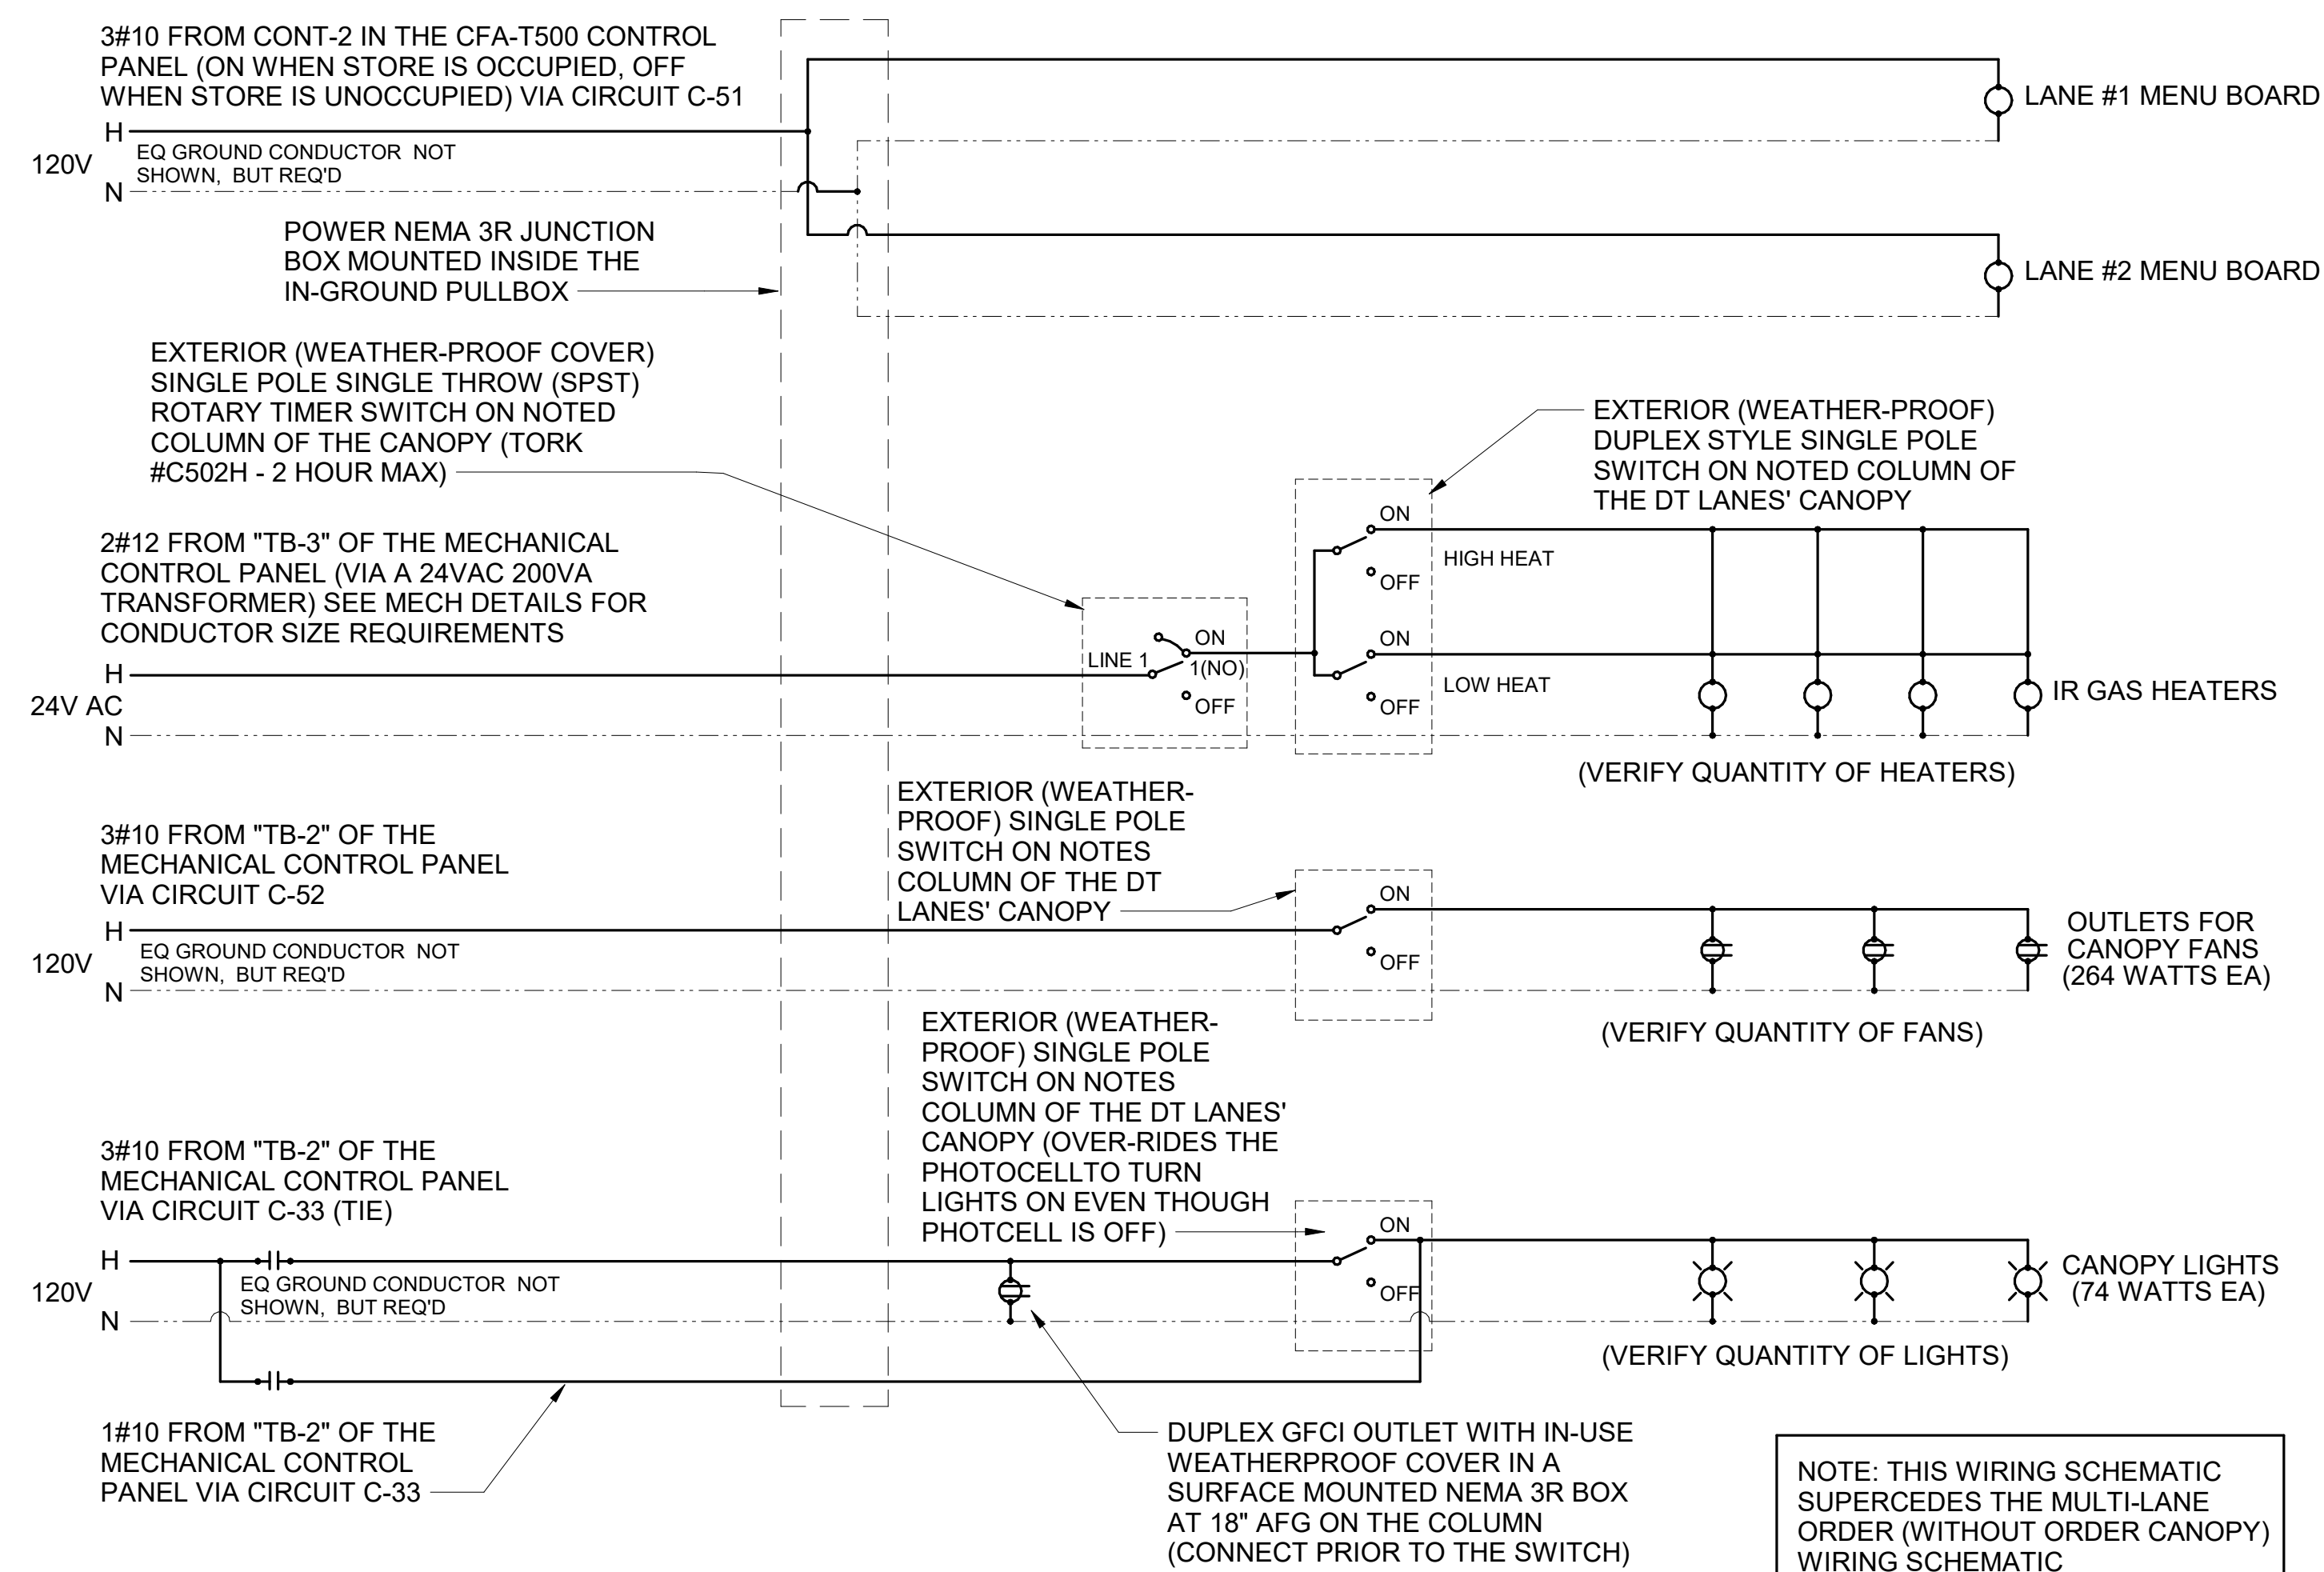 3#10 FROM CONT-2 IN THE CFA-T500 CONTROL
PANEL (ON WHEN STORE IS OCCUPIED, OFF
WHEN STORE IS UNOCCUPIED) VIA CIRCUIT C-51
H
120V
EQ GROUND CONDUCTOR  NOT
SHOWN,  BUT REQ'D
N
LANE #1 MENU BOARD
LANE #2 MENU BOARD
POWER NEMA 3R JUNCTION
BOX MOUNTED INSIDE THE
IN-GROUND PULLBOX
EXTERIOR (WEATHER-PROOF COVER)
SINGLE POLE SINGLE THROW (SPST)
ROTARY TIMER SWITCH ON NOTED
COLUMN OF THE CANOPY (TORK
#C502H - 2 HOUR MAX)
EXTERIOR (WEATHER-PROOF)
DUPLEX STYLE SINGLE POLE
SWITCH ON NOTED COLUMN OF
THE DT LANES' CANOPY
2#12 FROM "TB-3" OF THE MECHANICAL
CONTROL PANEL (VIA A 24VAC 200VA
TRANSFORMER) SEE MECH DETAILS FOR
CONDUCTOR SIZE REQUIREMENTS
H
24V AC
N
LINE 1
ON
1(NO)
OFF
ON
HIGH HEAT
OFF
ON
LOW HEAT
OFF
IR GAS HEATERS
(VERIFY QUANTITY OF HEATERS)
EXTERIOR (WEATHER-
PROOF) SINGLE POLE
SWITCH ON NOTES
COLUMN OF THE DT
LANES' CANOPY
3#10 FROM "TB-2" OF THE
MECHANICAL CONTROL PANEL
VIA CIRCUIT C-52
H
120V
EQ GROUND CONDUCTOR  NOT
SHOWN,  BUT REQ'D
N
ON
OFF
OUTLETS FOR
CANOPY FANS
(264 WATTS EA)
(VERIFY QUANTITY OF FANS)
EXTERIOR (WEATHER-
PROOF) SINGLE POLE
SWITCH ON NOTES
COLUMN OF THE DT LANES'
CANOPY (OVER-RIDES THE
PHOTOCELLTO TURN
LIGHTS ON EVEN THOUGH
PHOTCELL IS OFF)
3#10 FROM "TB-2" OF THE
MECHANICAL CONTROL PANEL
VIA CIRCUIT C-33 (TIE)
H
120V
EQ GROUND CONDUCTOR  NOT
SHOWN,  BUT REQ'D
N
ON
OFF
CANOPY LIGHTS
(74 WATTS EA)
(VERIFY QUANTITY OF LIGHTS)
1#10 FROM "TB-2" OF THE
MECHANICAL CONTROL
PANEL VIA CIRCUIT C-33
DUPLEX GFCI OUTLET WITH IN-USE
WEATHERPROOF COVER IN A
SURFACE MOUNTED NEMA 3R BOX
AT 18" AFG ON THE COLUMN
(CONNECT PRIOR TO THE SWITCH)
NOTE: THIS WIRING SCHEMATIC
SUPERCEDES THE MULTI-LANE
ORDER (WITHOUT ORDER CANOPY)
WIRING SCHEMATIC